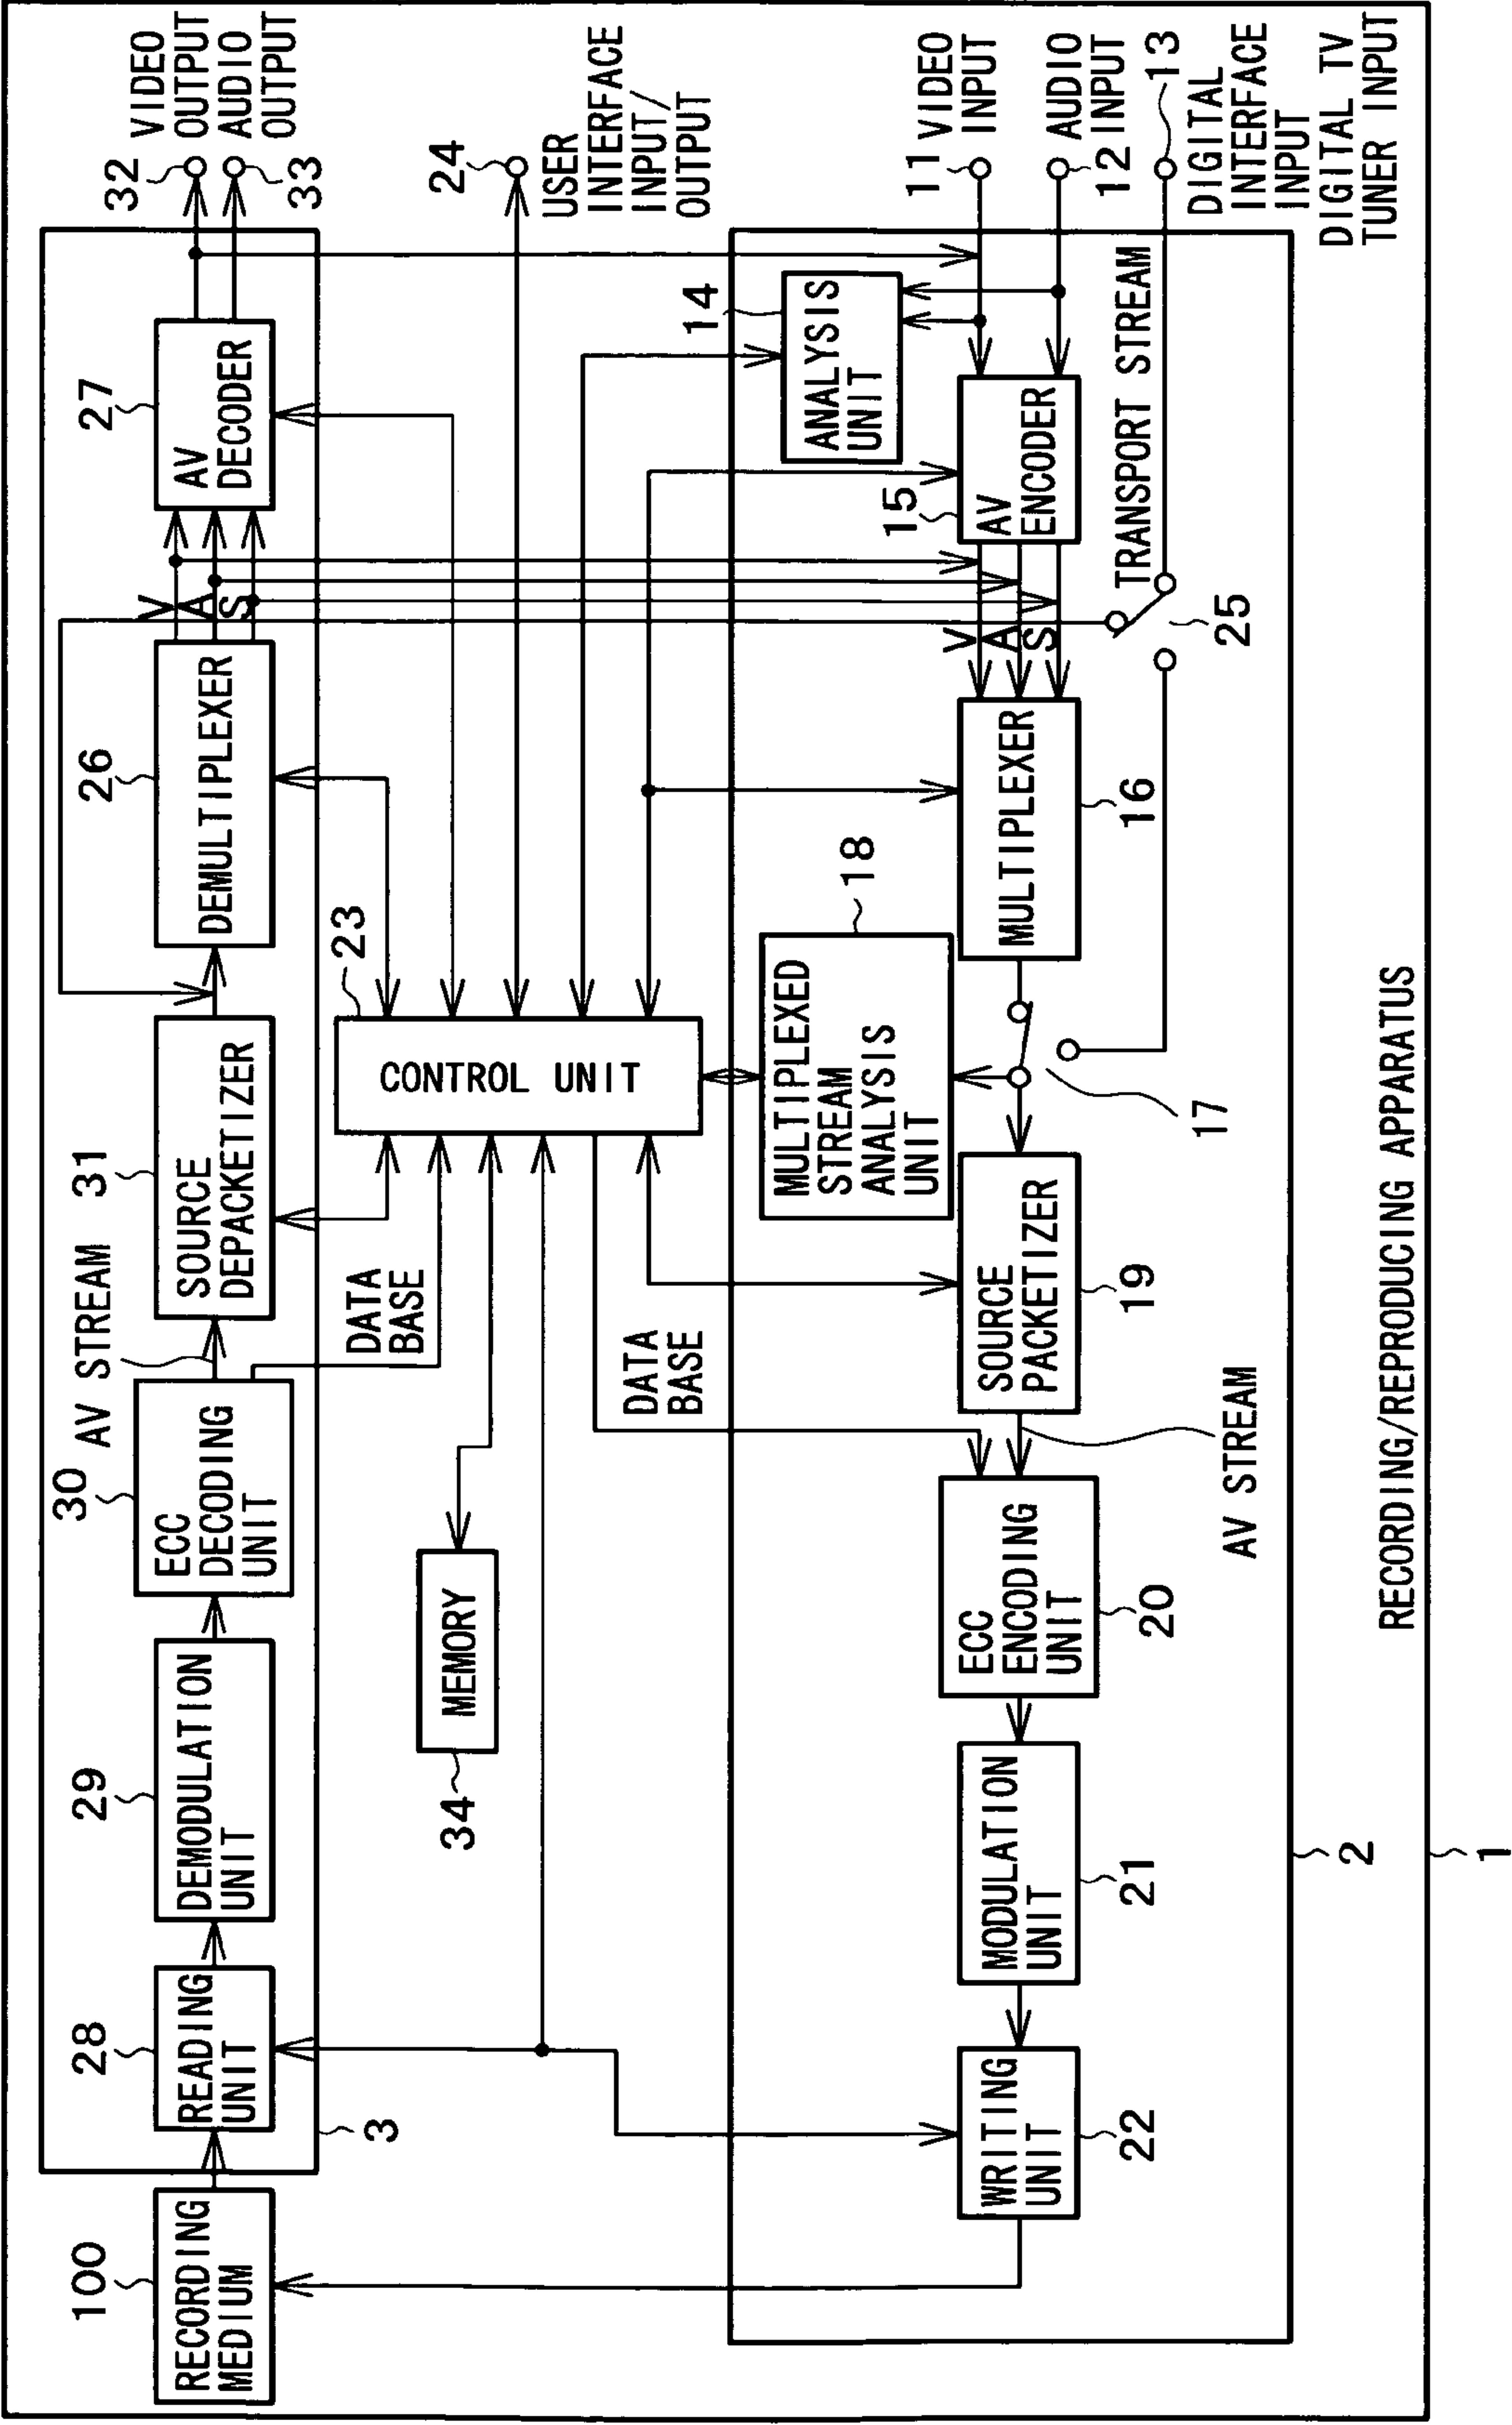 100
RECORDING
MEDIUM
28
READING
UNIT
29
DEMODULATION
UNIT
30
ECC
DECODING
UNIT
AV STREAM
31
SOURCE
DEPACKETIZER
26
DEMULTIPLEXER
V
A
S
27
AV
DECODER
32
VIDEO
OUTPUT
AUDIO
OUTPUT
33
3
34
MEMORY
DATA
BASE
23
CONTROL UNIT
DATA
BASE
24
USER
INTERFACE
INPUT/
OUTPUT
22
WRITING
UNIT
21
MODULATION
UNIT
20
ECC
ENCODING
UNIT
AV STREAM
19
SOURCE
PACKETIZER
18
MULTIPLEXED
STREAM
ANALYSIS
UNIT
17
16
MULTIPLEXER
V
A
S
15
AV
ENCODER
14
ANALYSIS
UNIT
11
VIDEO
INPUT
12
AUDIO
INPUT
13
DIGITAL
INTERFACE
INPUT
DIGITAL TV
TUNER INPUT
TRANSPORT STREAM
25
2
RECORDING/REPRODUCING APPARATUS
1